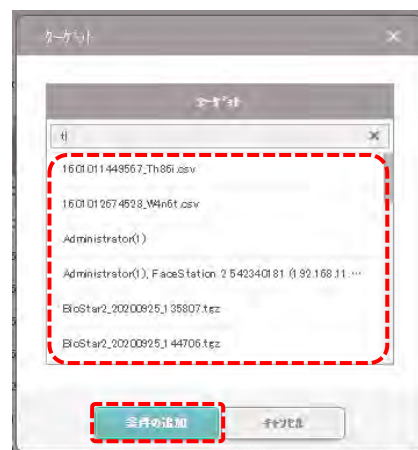 ターゲット
ターゲット
1601011449567_Th85i.csv
1601012674528_W4n6t.csv
Administrator(1)
Administrator(1), FaceStation 2 542340181 (192.168.11 ...
BioStar2_20200925_135807.tgz
BioStar2_20200925_144706.tgz
条件の追加
キャンセル